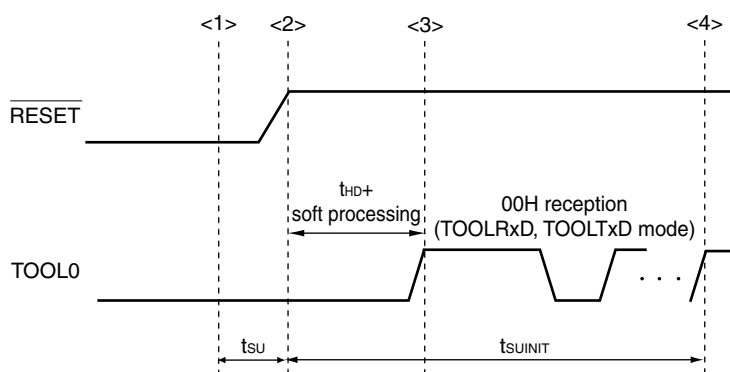 <1> <2> <3> <4>
RESET
tHD+
soft processing
00H reception
(TOOLRxD, TOOLTxD mode)
TOOL0
. . .
tSU
tSUINIT